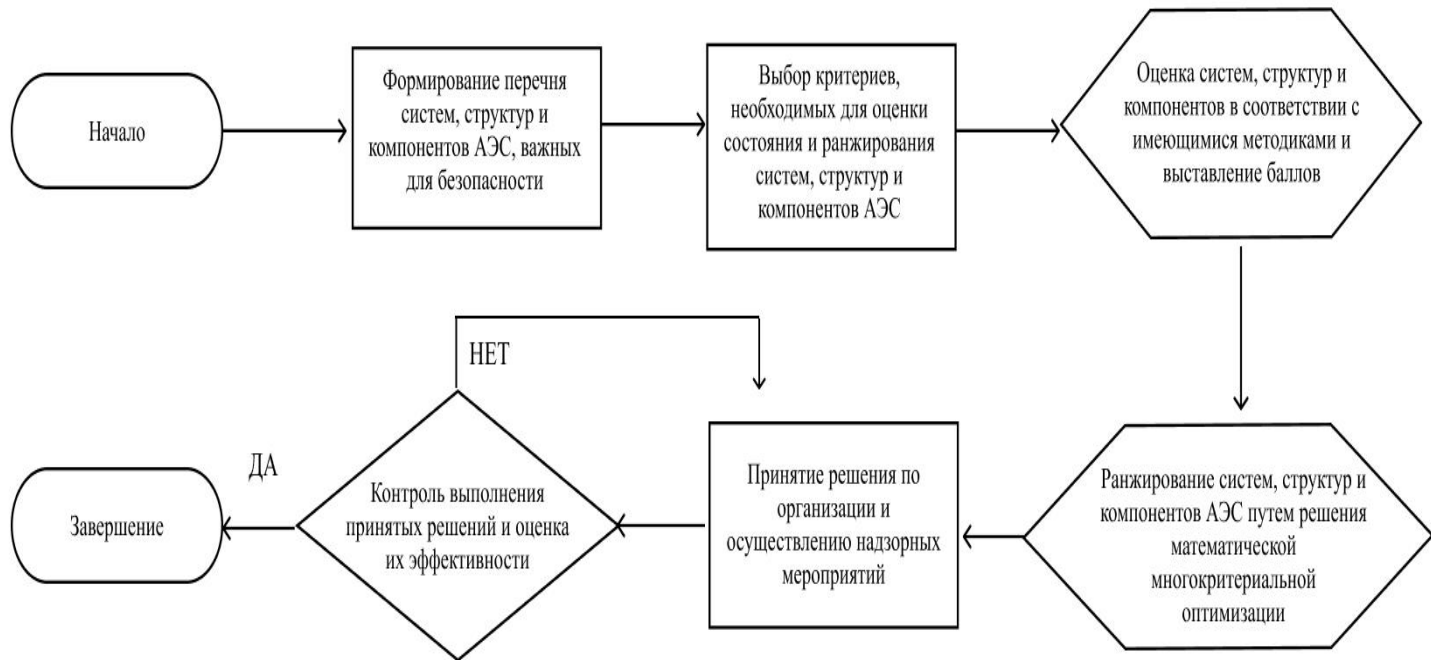 Начало
Формирование перечня
систем, структур и
компонентов АЭС, важных
для безопасности
Выбор критериев,
необходимых для оценки
состояния и ранжирования
систем, структур и
компонентов АЭС
Оценка систем, структур и
компонентов в соответствии с
имеющимися методиками и
выставление баллов
Ранжирование систем, структур и
компонентов АЭС путем решения
математической
многокритериальной
оптимизации
Принятие решения по
организации и
осуществлению надзорных
мероприятий
НЕТ
Контроль выполнения
принятых решений и оценка
их эффективности
ДА
Завершение